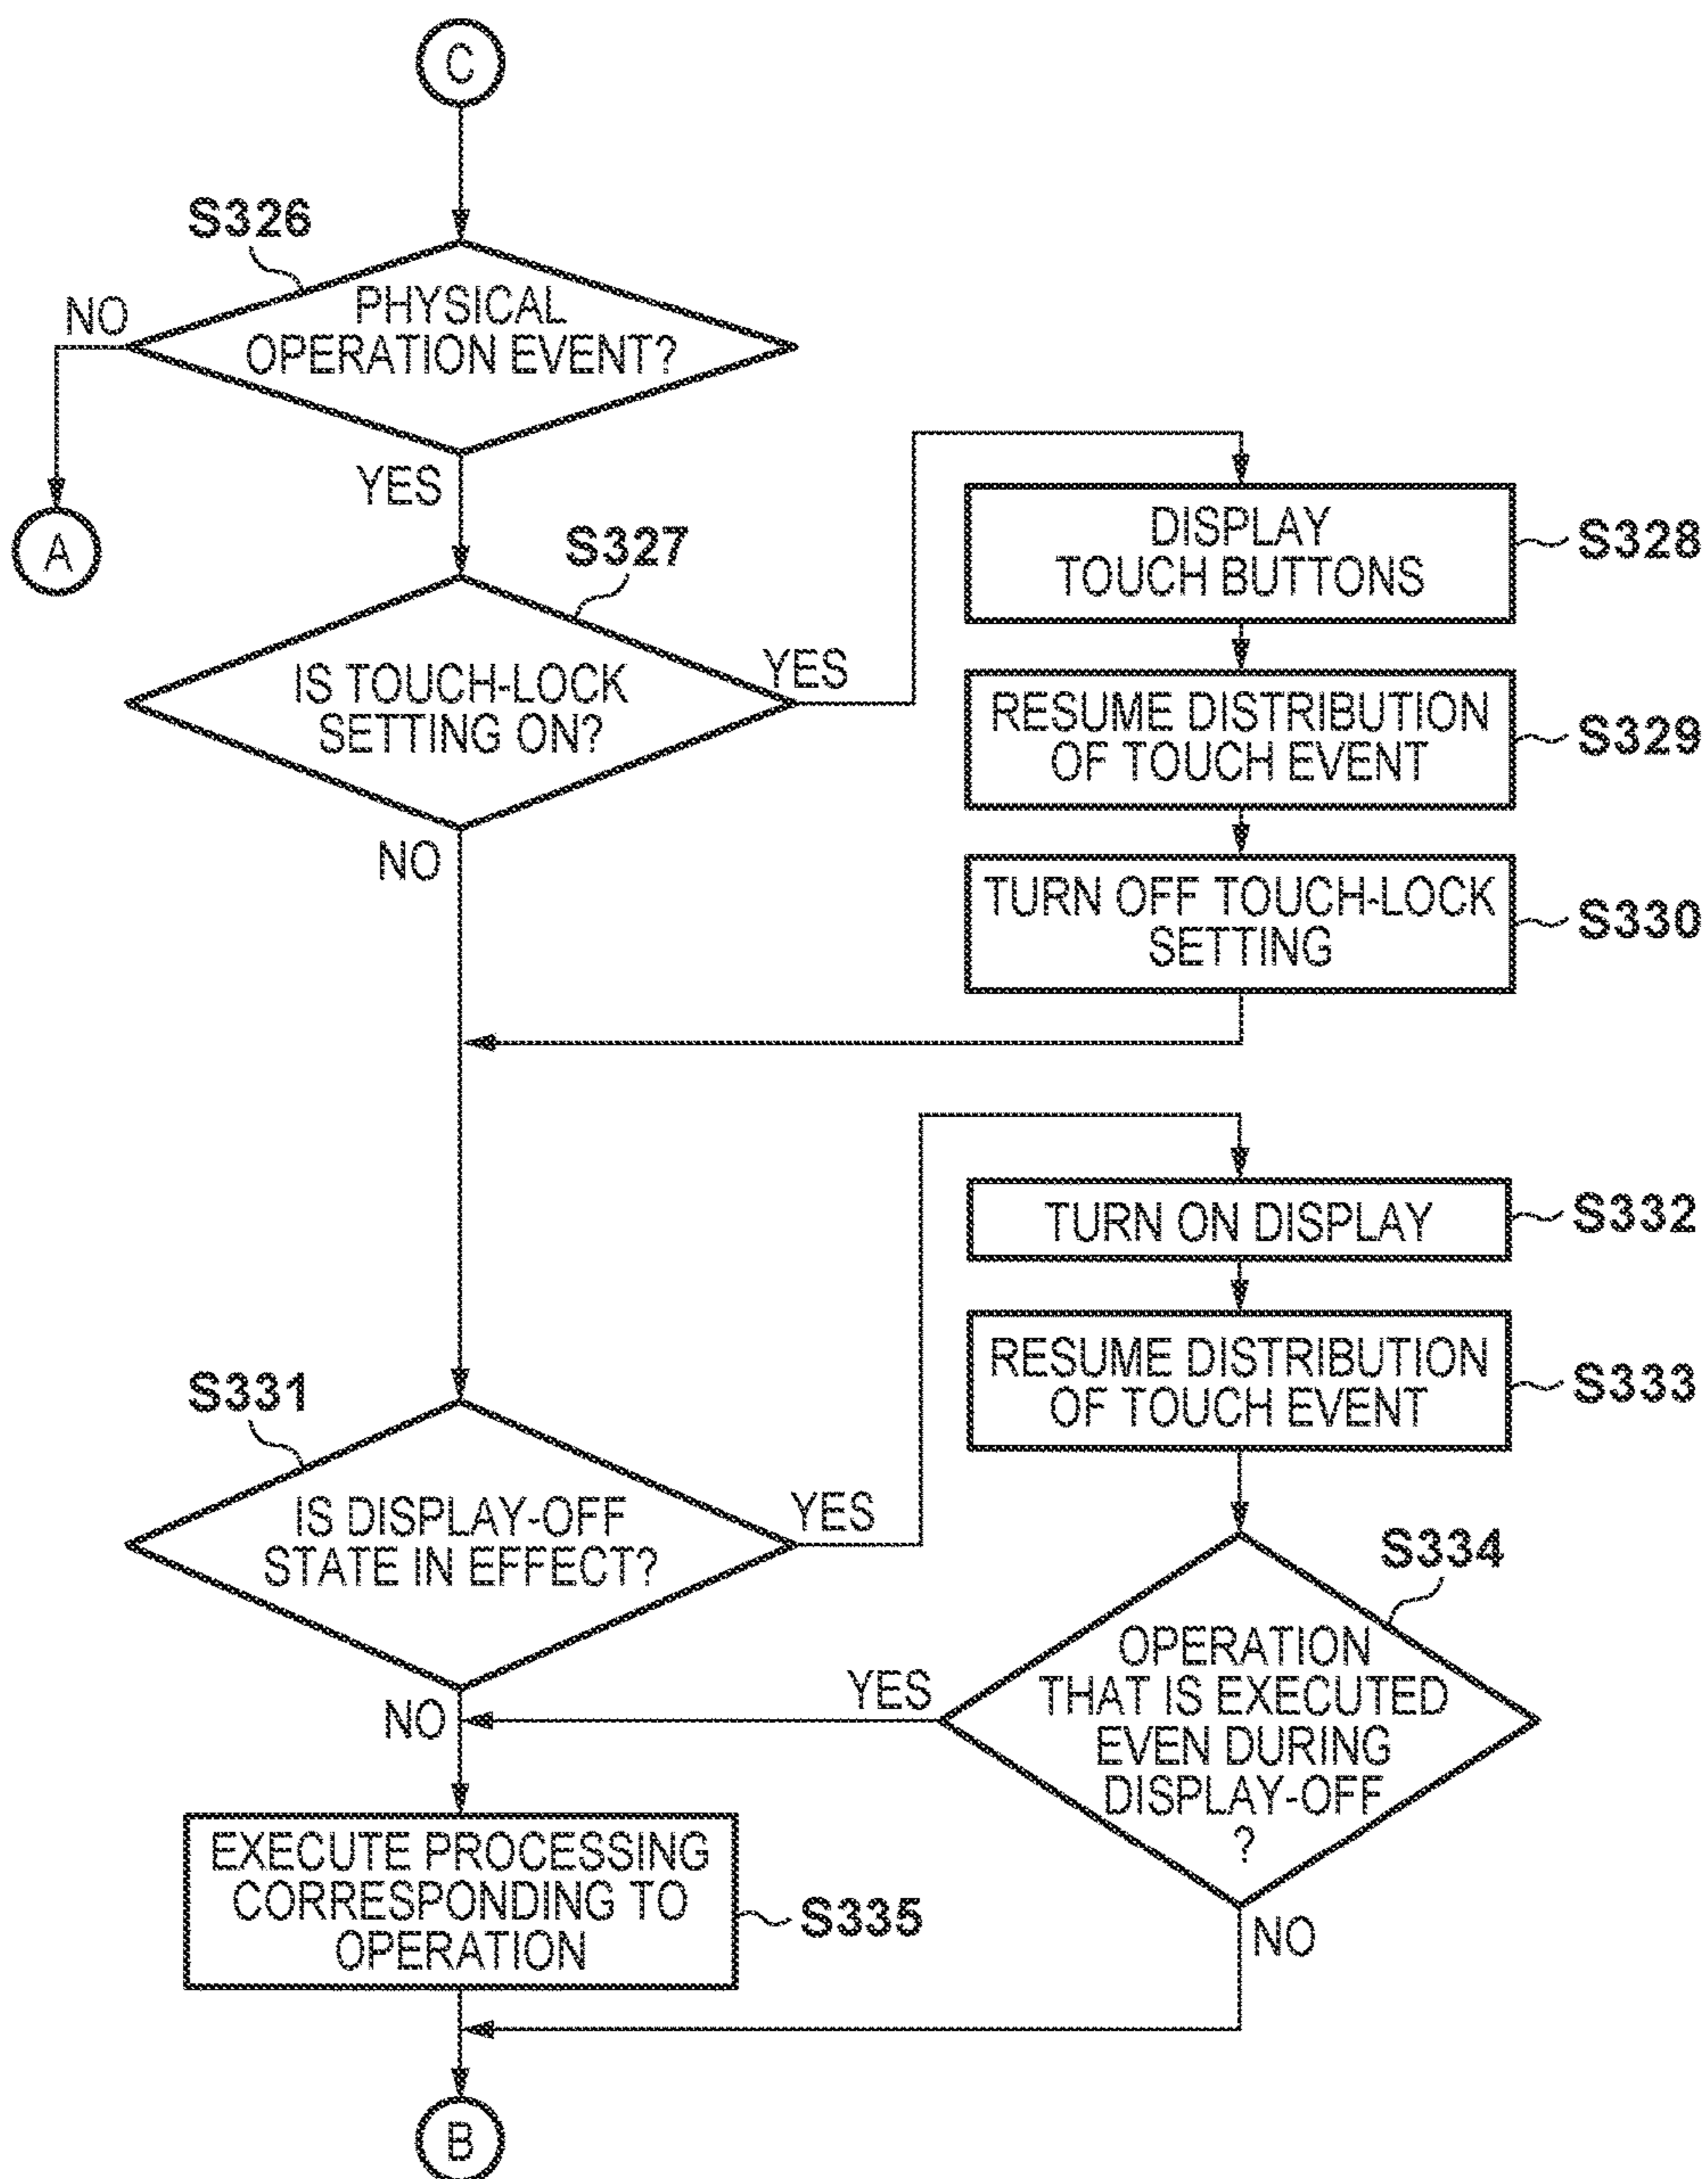 C
S326
NO
PHYSICAL
OPERATION EVENT?
YES
A
S327
IS TOUCH-LOCK
SETTING ON?
YES
NO
DISPLAY
TOUCH BUTTONS
S328
RESUME DISTRIBUTION
OF TOUCH EVENT
S329
TURN OFF TOUCH-LOCK
SETTING
S330
S331
IS DISPLAY-OFF
STATE IN EFFECT?
YES
NO
TURN ON DISPLAY
S332
RESUME DISTRIBUTION
OF TOUCH EVENT
S333
S334
OPERATION
THAT IS EXECUTED
EVEN DURING
DISPLAY-OFF
?
YES
NO
EXECUTE PROCESSING
CORRESPONDING TO
OPERATION
S335
B